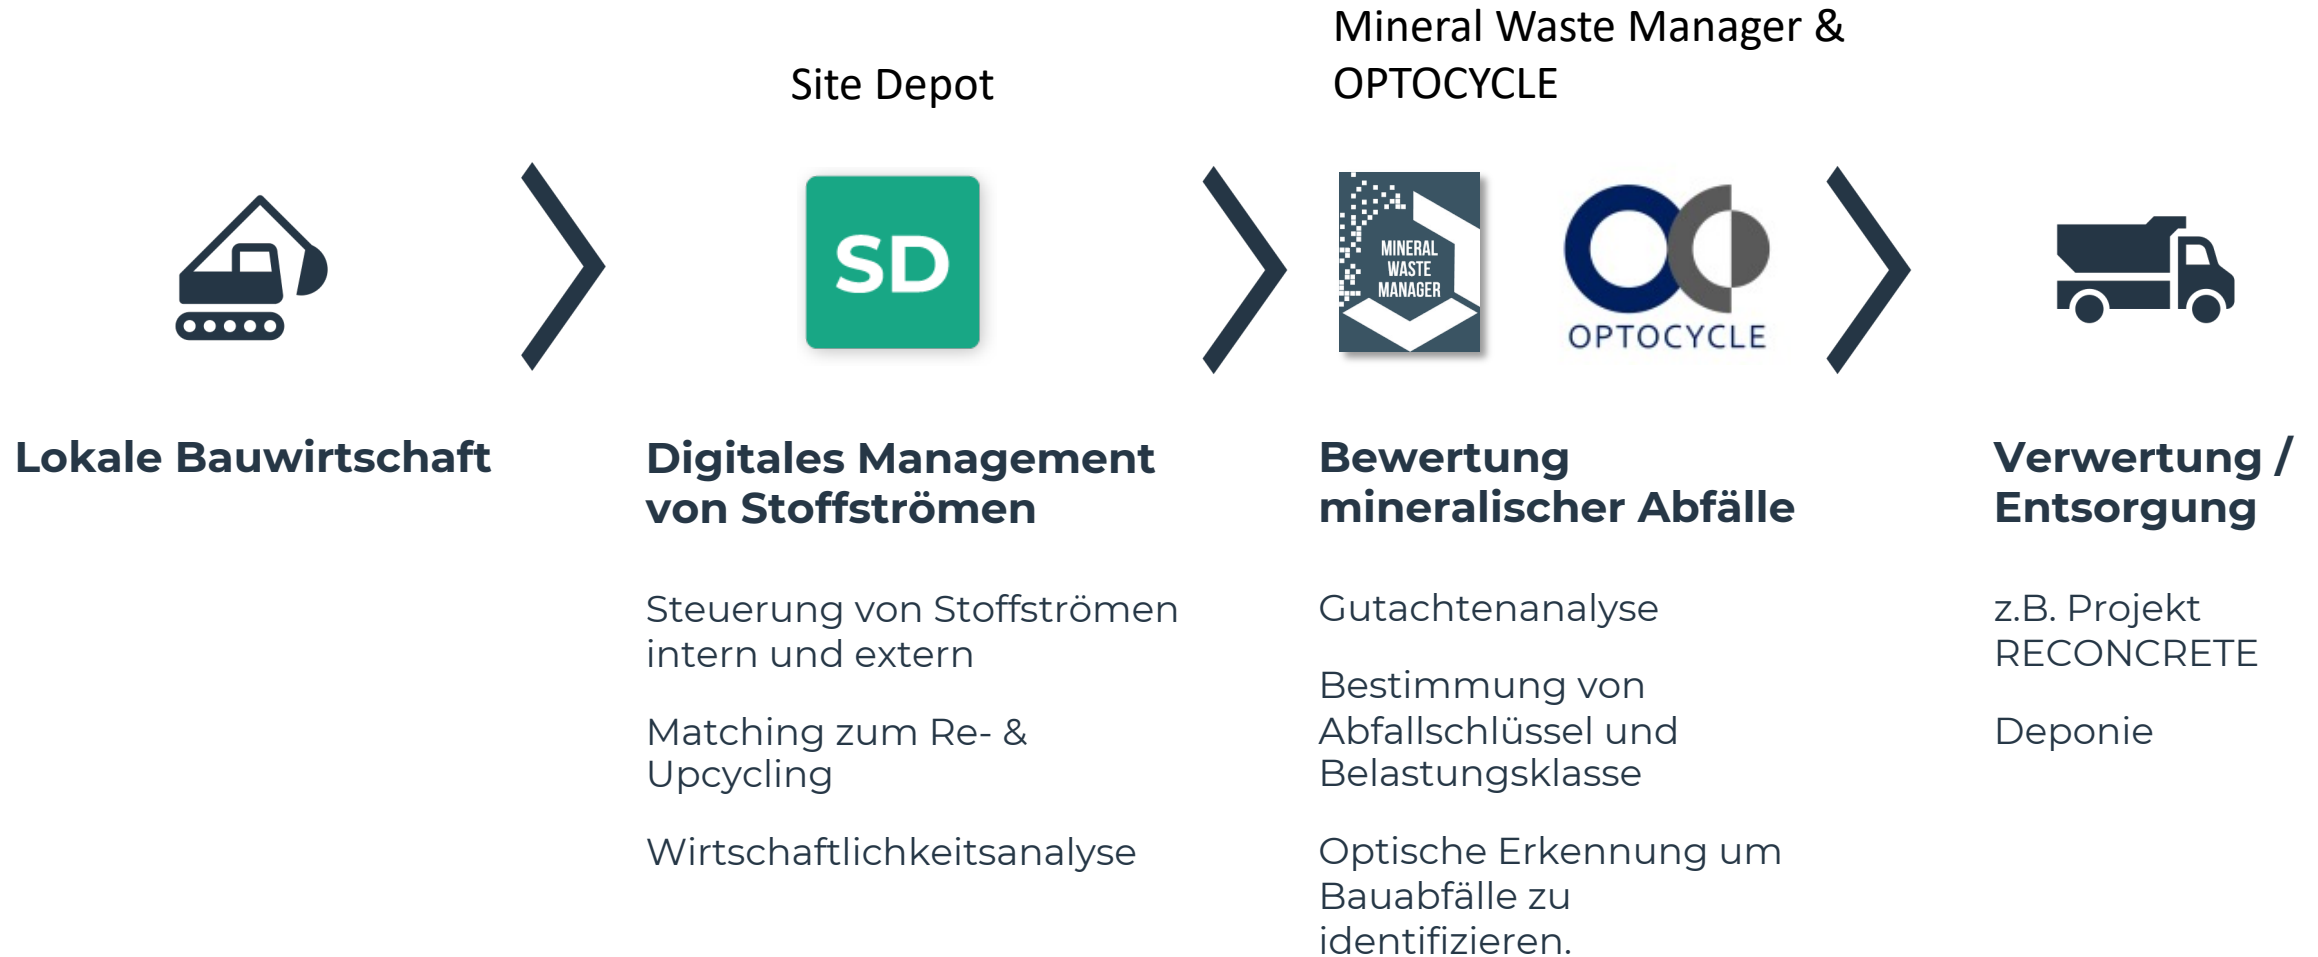 Site Depot
Mineral Waste Manager &
OPTOCYCLE
SD
MINERAL
WASTE
MANAGER
OPTOCYCLE
Lokale Bauwirtschaft
Digitales Management
von Stoffströmen
Steuerung von Stoffströmen
intern und extern
Matching zum Re- &
Upcycling
Wirtschaftlichkeitsanalyse
Bewertung
mineralischer Abfälle
Gutachtenanalyse
Bestimmung von
Abfallschlüssel und
Belastungsklasse
Optische Erkennung um
Bauabfälle zu
identifizieren.
Verwertung /
Entsorgung
z.B. Projekt
RECONCRETE
Deponie